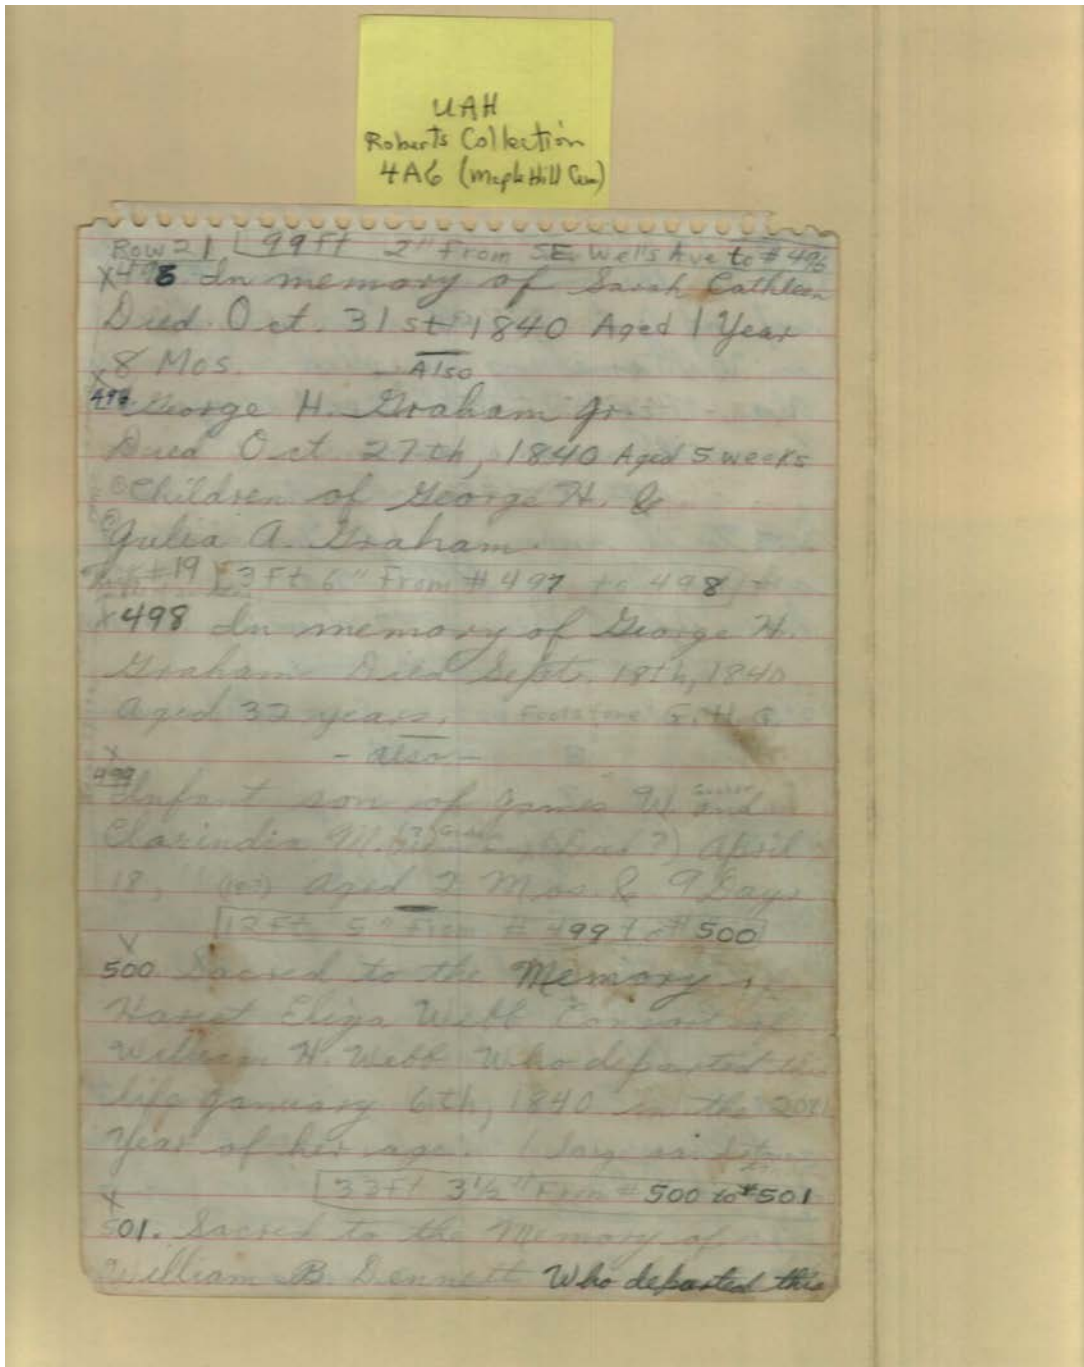 UAH
Roberts Collection
4A6 (Maple Hill Cem)
Row 21 99 Ft 2" From SE Wells Ave to # 496
X 496 In memory of Sarah Cathleen
Died Oct. 31st 1840 Aged 1 Year
8 Mos. Also
X
497 George H. Graham Jr.
Died Oct 27th, 1840 Aged 5 weeks
Children of George H. &
Julia A. Graham.
#19 3 Ft 6" From # 497 to 498
X 498 In memory of George H.
Graham Died Sept. 18th, 1840
Aged 32 years. Footstone G. H. G.
X - also -
499
Infant son of James W. and
Clarindia M. April
18, Aged 2 Mos. & 9 Days
12 Ft 5" From # 499 to # 500
X
500 Sacred to the Memory of
Hariet Eliza Webb Consort of
William H. Webb Who departed this
life January 6th, 1840 in the 20th
Year of her age.
33 Ft 3½" From # 500 to # 501
X
501. Sacred to the Memory of
William B. Dennett Who departed this